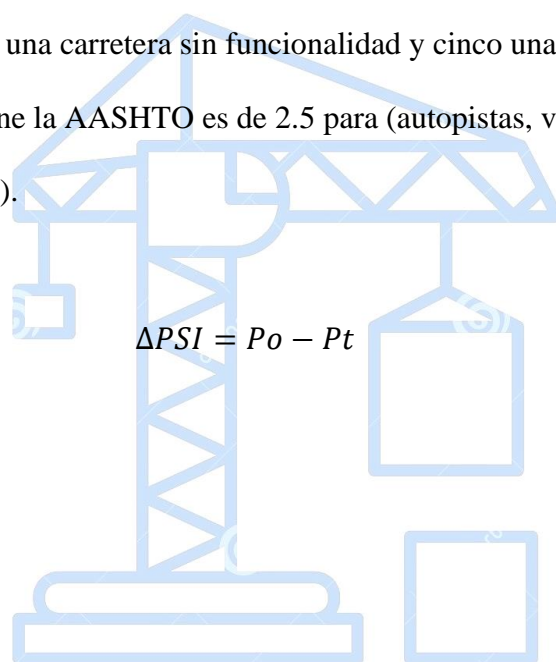 una carretera sin funcionalidad y cinco una
ne la AASHTO es de 2.5 para (autopistas, v
).
ΔPSI = Po − Pt